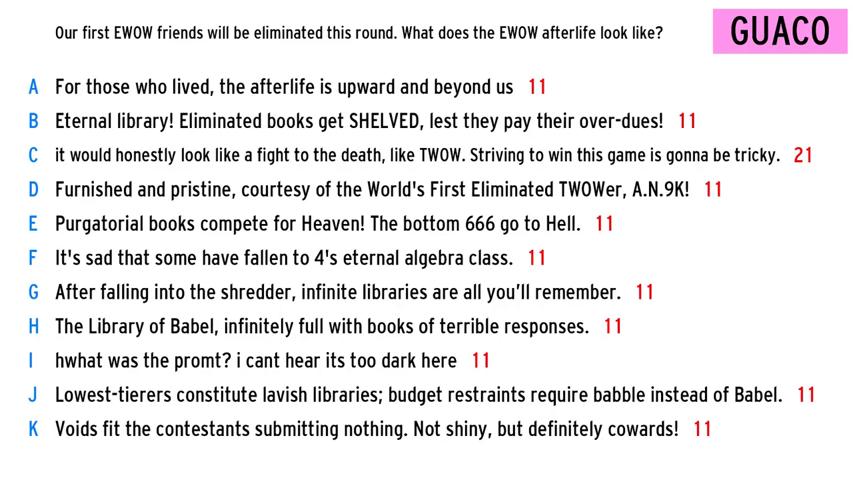 Our first EWOW friends will be eliminated this round. What does the EWOW afterlife look like?
GUACO
A For those who lived, the afterlife is upward and beyond us 11
B Eternal library! Eliminated books get SHELVED, lest they pay their over-dues! 11
C it would honestly look like a fight to the death, like TWOW. Striving to win this game is gonna be tricky. 21
D Furnished and pristine, courtesy of the World's First Eliminated TWOWer, A.N.9K! 11
E Purgatorial books compete for Heaven! The bottom 666 go to Hell. 11
F It's sad that some have fallen to 4's eternal algebra class. 11
G After falling into the shredder, infinite libraries are all you’ll remember. 11
H The Library of Babel, infinitely full with books of terrible responses. 11
I hwhat was the promt? i cant hear its too dark here 11
J Lowest-tierers constitute lavish libraries; budget restraints require babble instead of Babel. 11
K Voids fit the contestants submitting nothing. Not shiny, but definitely cowards! 11